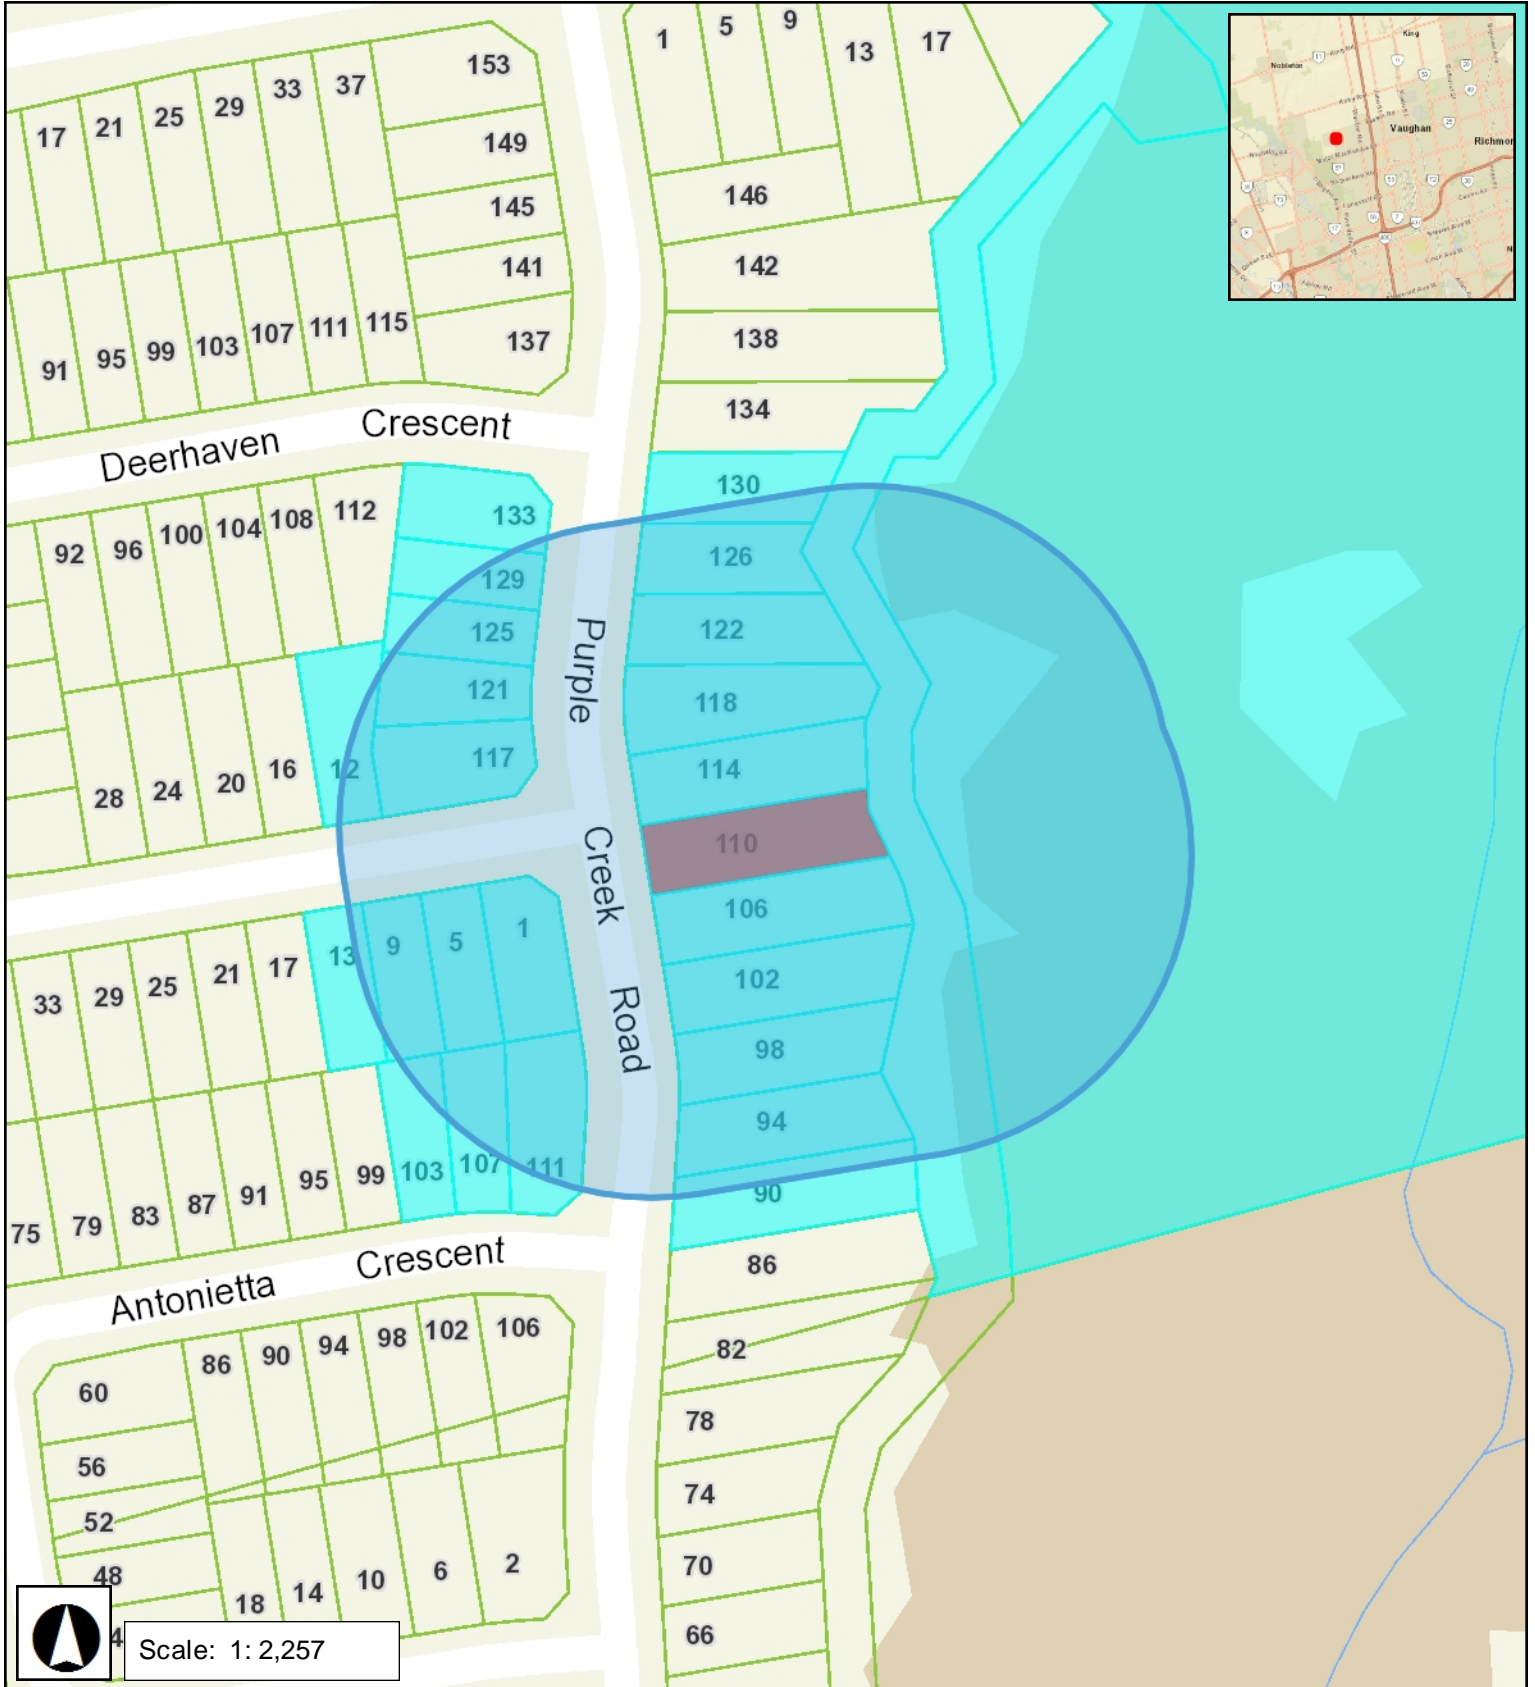 1 5 9 13 17
153
17 21 25 29 33 37
149
145
146
141
142
137
138
91 95 99 103 107 111 115
134
Deerhaven Crescent
130
133
92 96 100 104 108 112
126
129
125
122
121
118
117
114
28 24 20 16 12
110
Purple Creek Road
106
33 29 25 21 17 13 9 5 1
102
98
94
75 79 83 87 91 95 99 103 107 111
90
86
Antonietta Crescent
82
60 86 90 94 98 102 106
78
56
74
52
48
70
18 14 10 6 2
66
4
Scale: 1: 2,257
King
Nobleton
Vaughan
Richmon